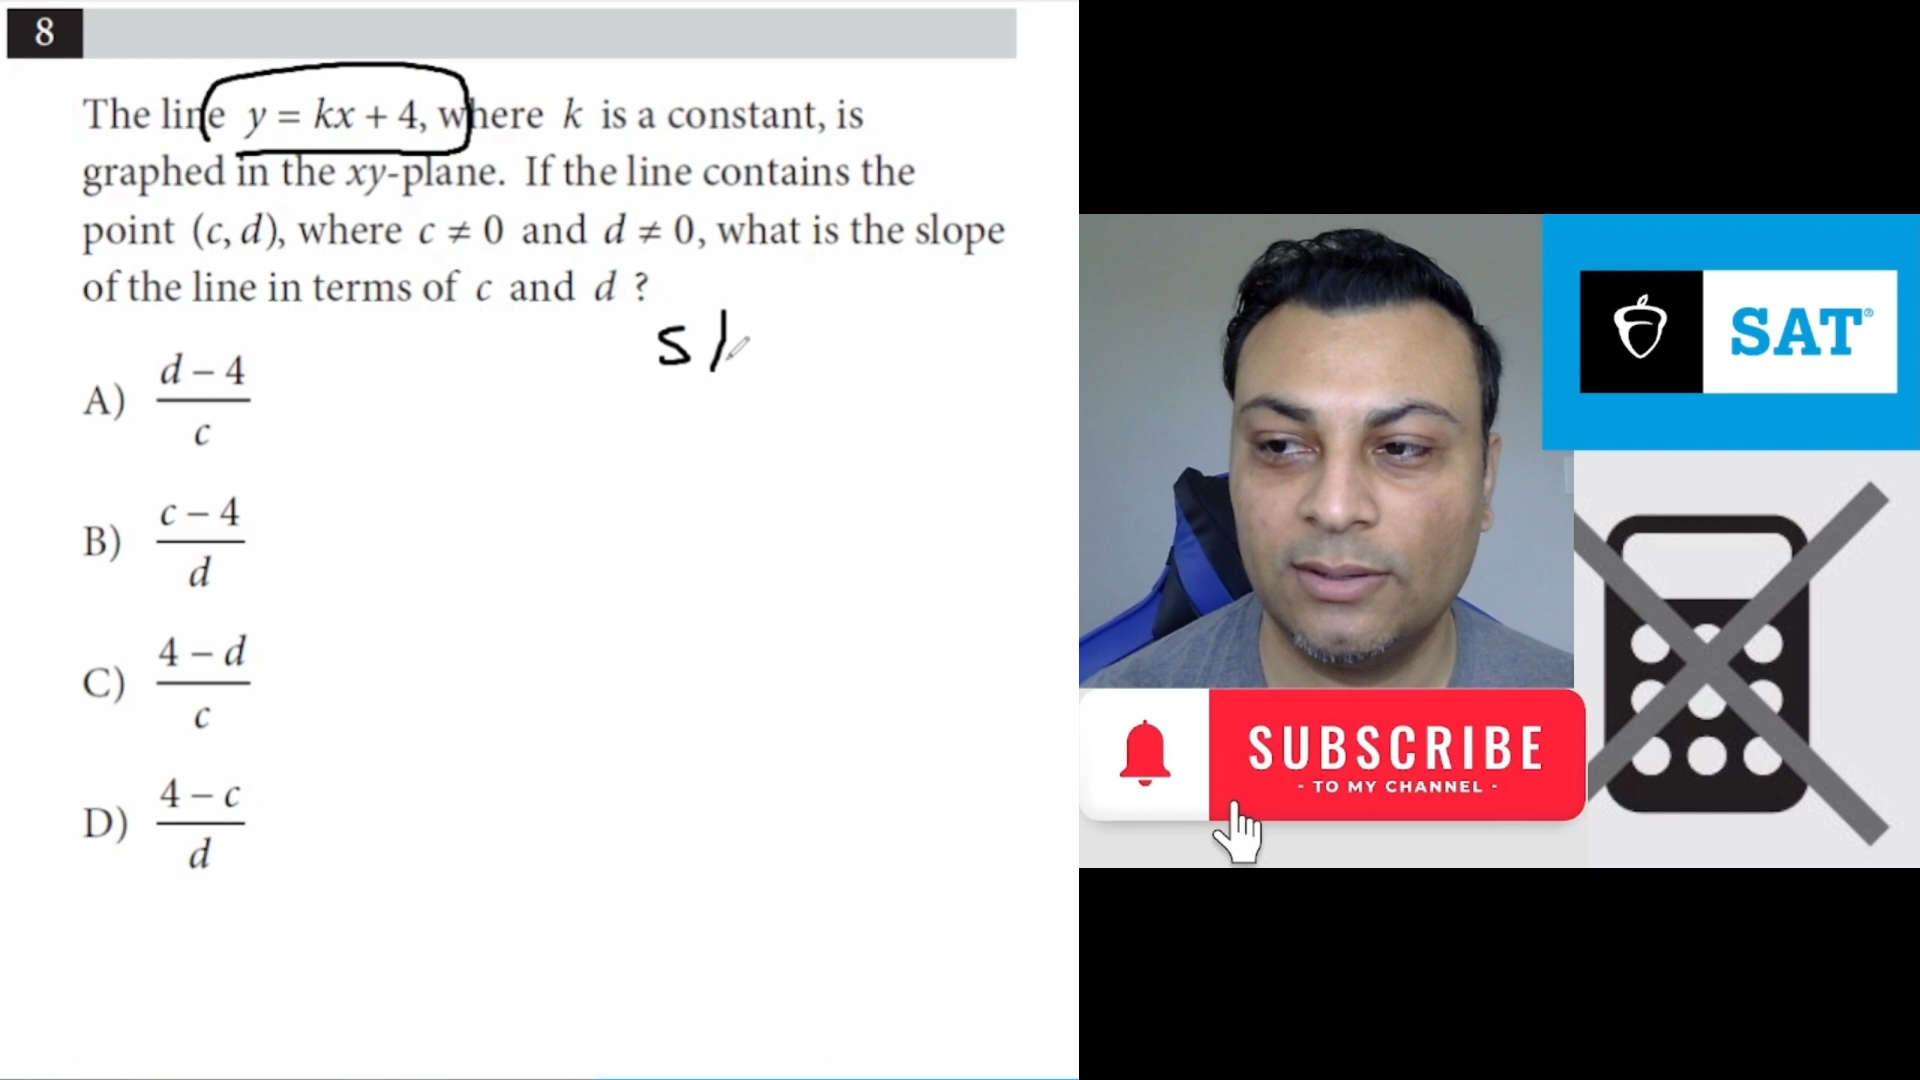 8
The line y = kx + 4, where k is a constant, is
graphed in the xy-plane. If the line contains the
point (c, d), where c ≠ 0 and d ≠ 0, what is the slope
of the line in terms of c and d ?
sl
A) d – 4
c
B) c – 4
d
C) 4 – d
c
D) 4 – c
d
SAT®
SUBSCRIBE
- TO MY CHANNEL -